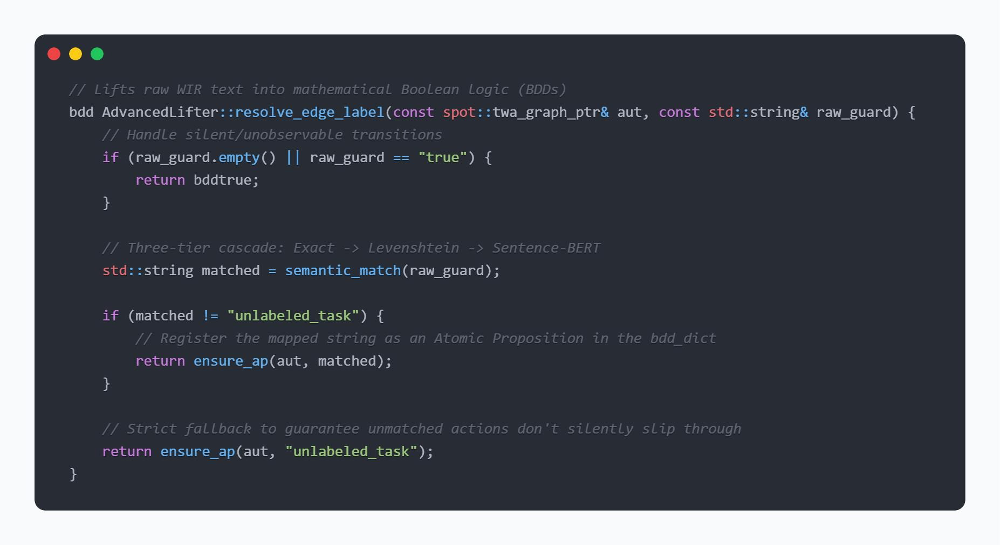 // Lifts raw WIR text into mathematical Boolean logic (BDDs)
bdd AdvancedLifter::resolve_edge_label(const spot::twa_graph_ptr& aut, const std::string& raw_guard) {
    // Handle silent/unobservable transitions
    if (raw_guard.empty() || raw_guard == "true") {
        return bddtrue;
    }

    // Three-tier cascade: Exact -> Levenshtein -> Sentence-BERT
    std::string matched = semantic_match(raw_guard);

    if (matched != "unlabeled_task") {
        // Register the mapped string as an Atomic Proposition in the bdd_dict
        return ensure_ap(aut, matched);
    }

    // Strict fallback to guarantee unmatched actions don't silently slip through
    return ensure_ap(aut, "unlabeled_task");
}